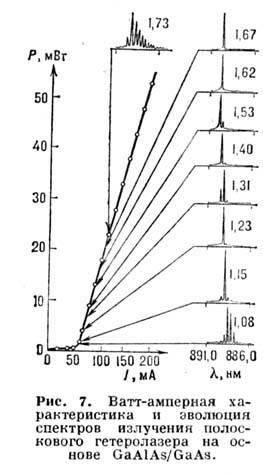 1,73
P, мВт
1,67
50
1,62
1,53
40
1,40
30
1,31
20
1,23
10
1,15
1,08
0
0 50 100 150 200
891,0 886,0
I, мА λ, нм
Рис. 7. Ватт-амперная ха-
рактеристика и эволюция
спектров излучения полос-
кового гетеролазера на ос-
нове GaAlAs/GaAs.